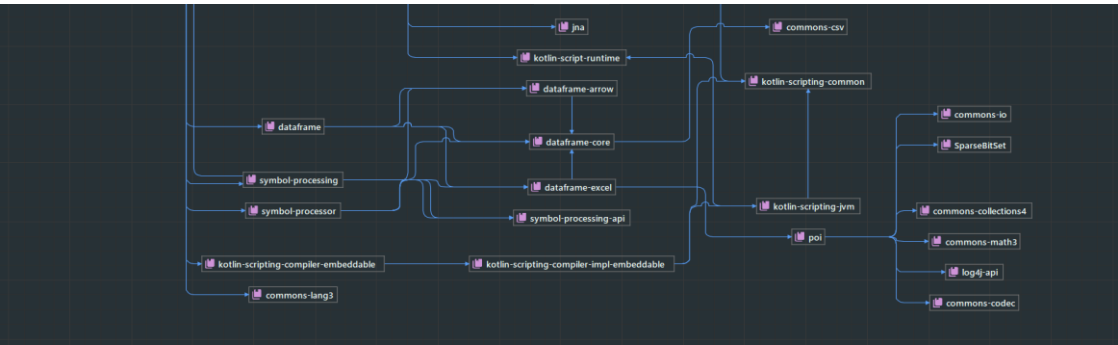 jna
commons-csv
kotlin-script-runtime
kotlin-scripting-common
dataframe-arrow
commons-io
dataframe
dataframe-core
SparseBitSet
symbol-processing
dataframe-excel
kotlin-scripting-jvm
symbol-processor
symbol-processing-api
commons-collections4
poi
commons-math3
kotlin-scripting-compiler-embeddable
kotlin-scripting-compiler-impl-embeddable
log4j-api
commons-lang3
commons-codec